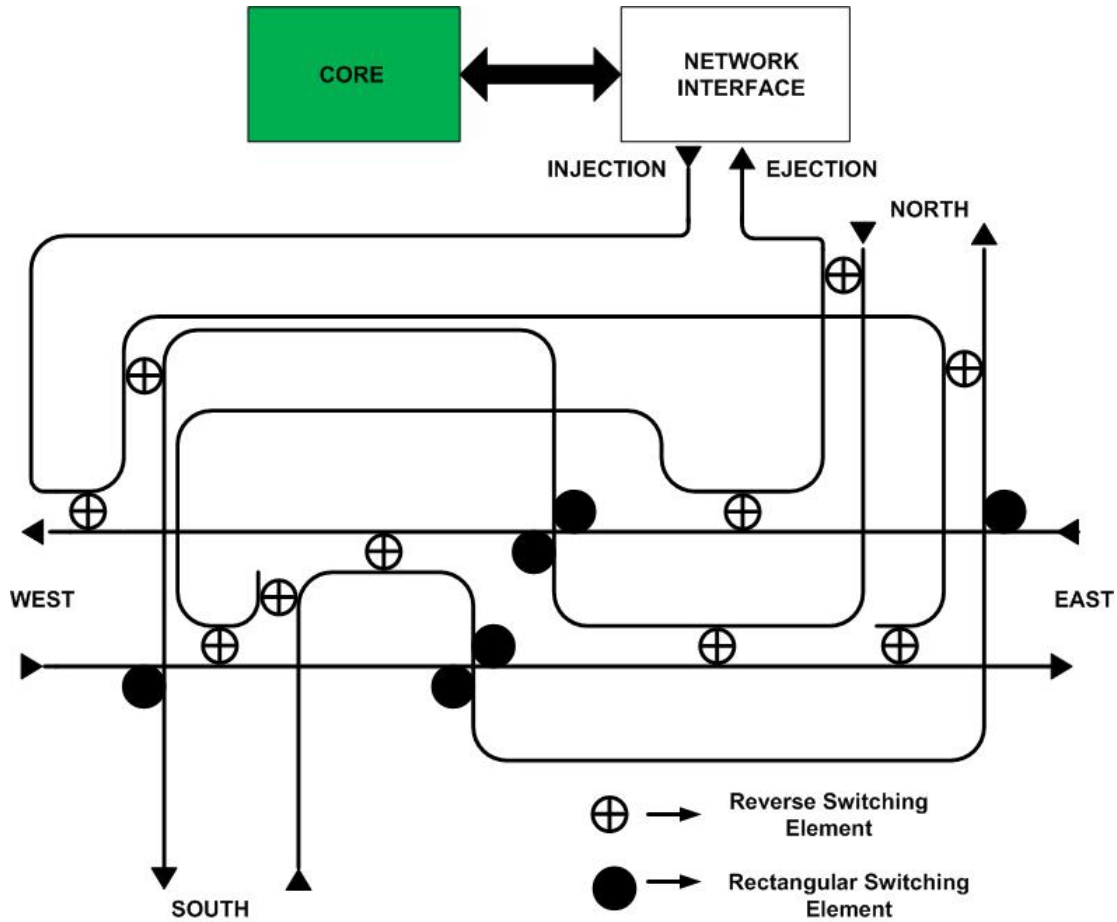 CORE
NETWORK
INTERFACE
INJECTION
EJECTION
NORTH
WEST
EAST
Reverse Switching
Element
Rectangular Switching
Element
SOUTH